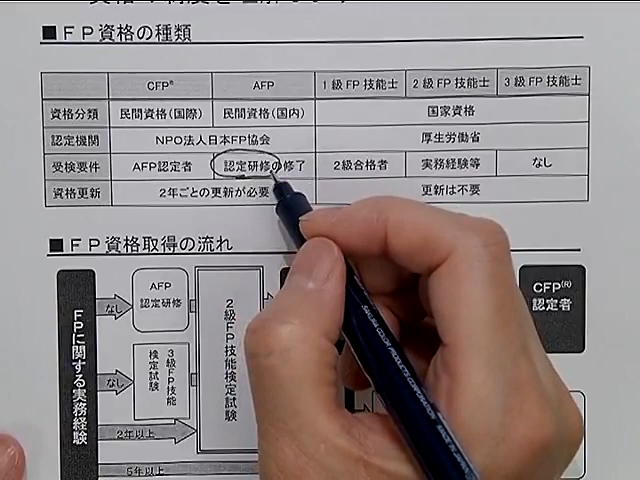 ■ＦＰ資格の種類
CFP® AFP １級ＦＰ技能士 ２級ＦＰ技能士 ３級ＦＰ技能士
資格分類 民間資格(国際) 民間資格(国内) 国家資格
認定機関 NPO法人日本FP協会 厚生労働省
受検要件 AFP認定者 認定研修の修了 2級合格者 実務経験等 なし
資格更新 2年ごとの更新が必要 更新は不要
■ＦＰ資格取得の流れ
FPに関する実務経験
なし
AFP
認定研修
なし
３級ＦＰ技能
検定試験
２級ＦＰ技能検定試験
2年以上
5年以上
CFP(R)
認定者
SAKURA COLOR PRODUCTS CORPORATION